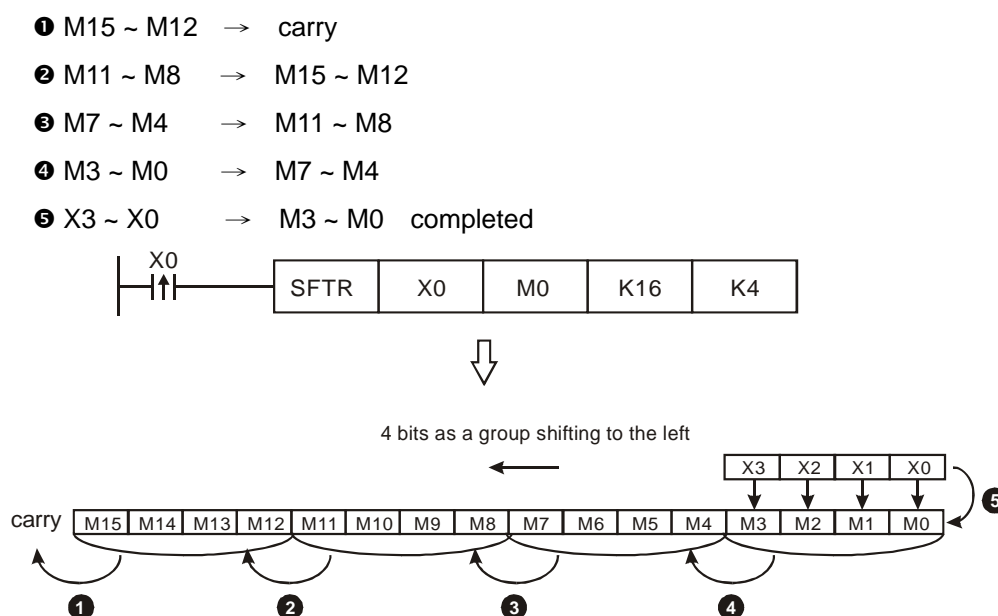 ❶ M15 ~ M12 → carry
❷ M11 ~ M8 → M15 ~ M12
❸ M7 ~ M4 → M11 ~ M8
❹ M3 ~ M0 → M7 ~ M4
❺ X3 ~ X0 → M3 ~ M0 completed
X0
SFTR X0 M0 K16 K4
4 bits as a group shifting to the left
X3 X2 X1 X0
❺
carry M15 M14 M13 M12 M11 M10 M9 M8 M7 M6 M5 M4 M3 M2 M1 M0
❶ ❷ ❸ ❹